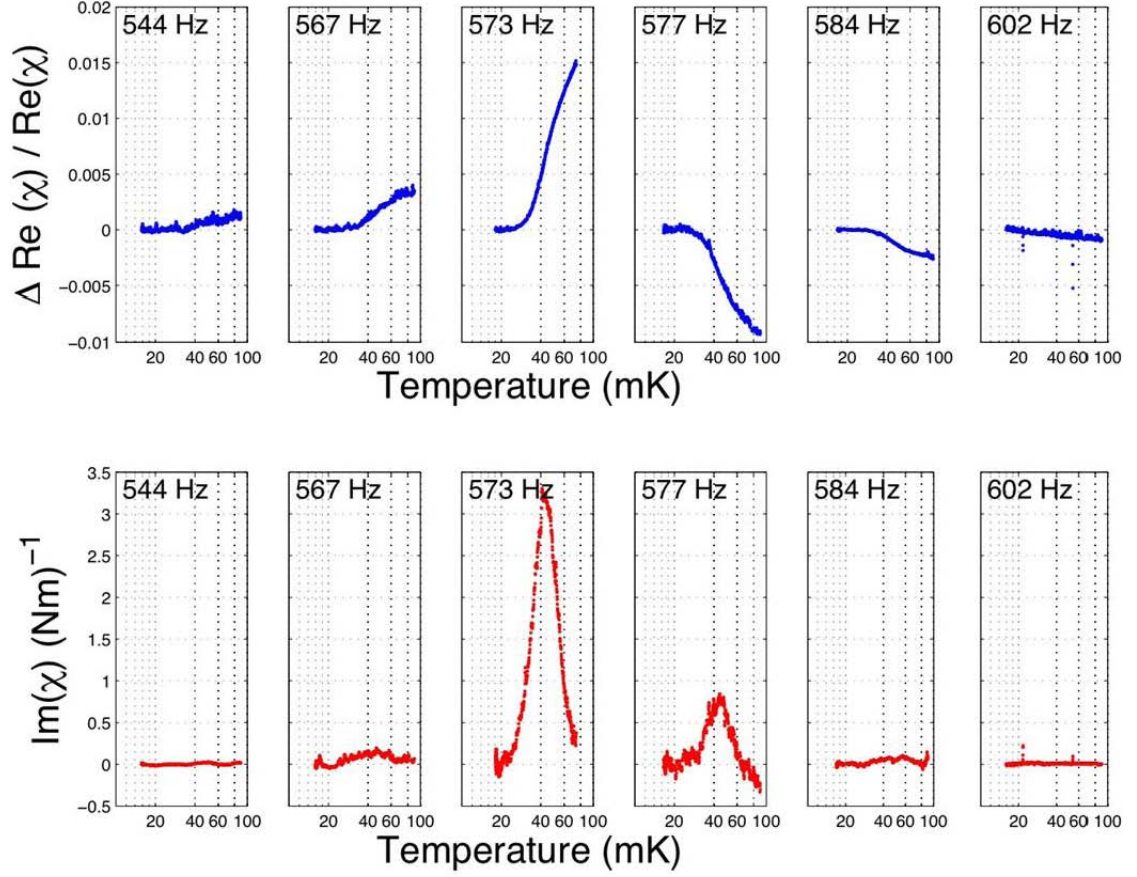 544 Hz 567 Hz 573 Hz 577 Hz 584 Hz 602 Hz
Δ Re (χ) / Re(χ)
0.02
0.015
0.01
0.005
0
−0.005
−0.01
20 40 60 100 20 40 60 100 20 40 60 100 20 40 60 100 20 40 60 100 20 40 60 100
Temperature (mK)
544 Hz 567 Hz 573 Hz 577 Hz 584 Hz 602 Hz
Im(χ) (Nm)⁻¹
3.5
3
2.5
2
1.5
1
0.5
0
−0.5
20 40 60 100 20 40 60 100 20 40 60 100 20 40 60 100 20 40 60 100 20 40 60 100
Temperature (mK)